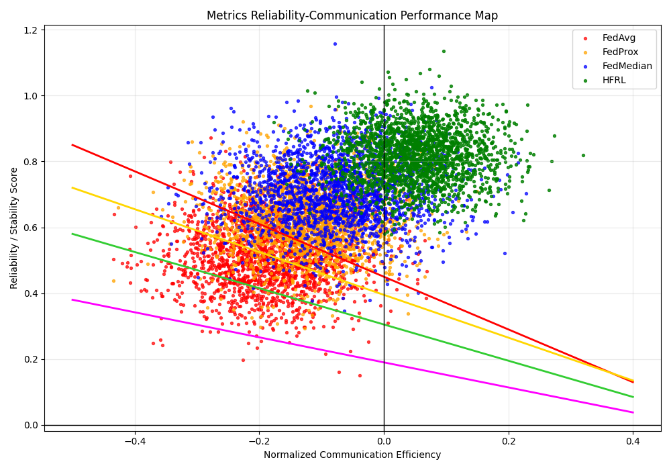 Metrics Reliability-Communication Performance Map
FedAvg
FedProx
FedMedian
HFRL
Reliability / Stability Score
1.2
1.0
0.8
0.6
0.4
0.2
0.0
−0.4
−0.2
0.0
0.2
0.4
Normalized Communication Efficiency